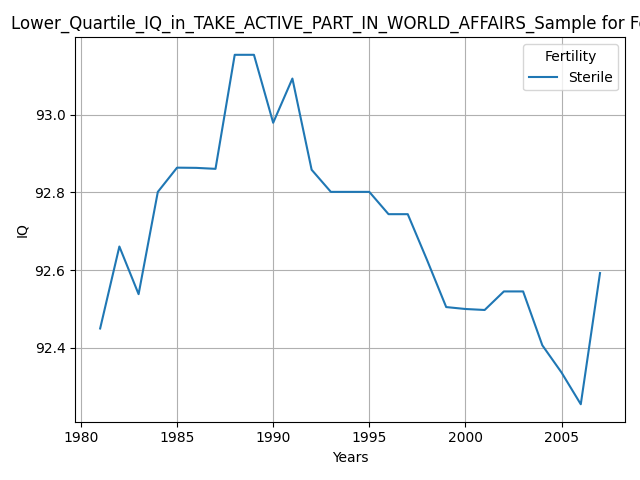 Lower_Quartile_IQ_in_TAKE_ACTIVE_PART_IN_WORLD_AFFAIRS_Sample for
Fertility
Sterile
93.0
92.8
92.6
92.4
IQ
1980 1985 1990 1995 2000 2005
Years